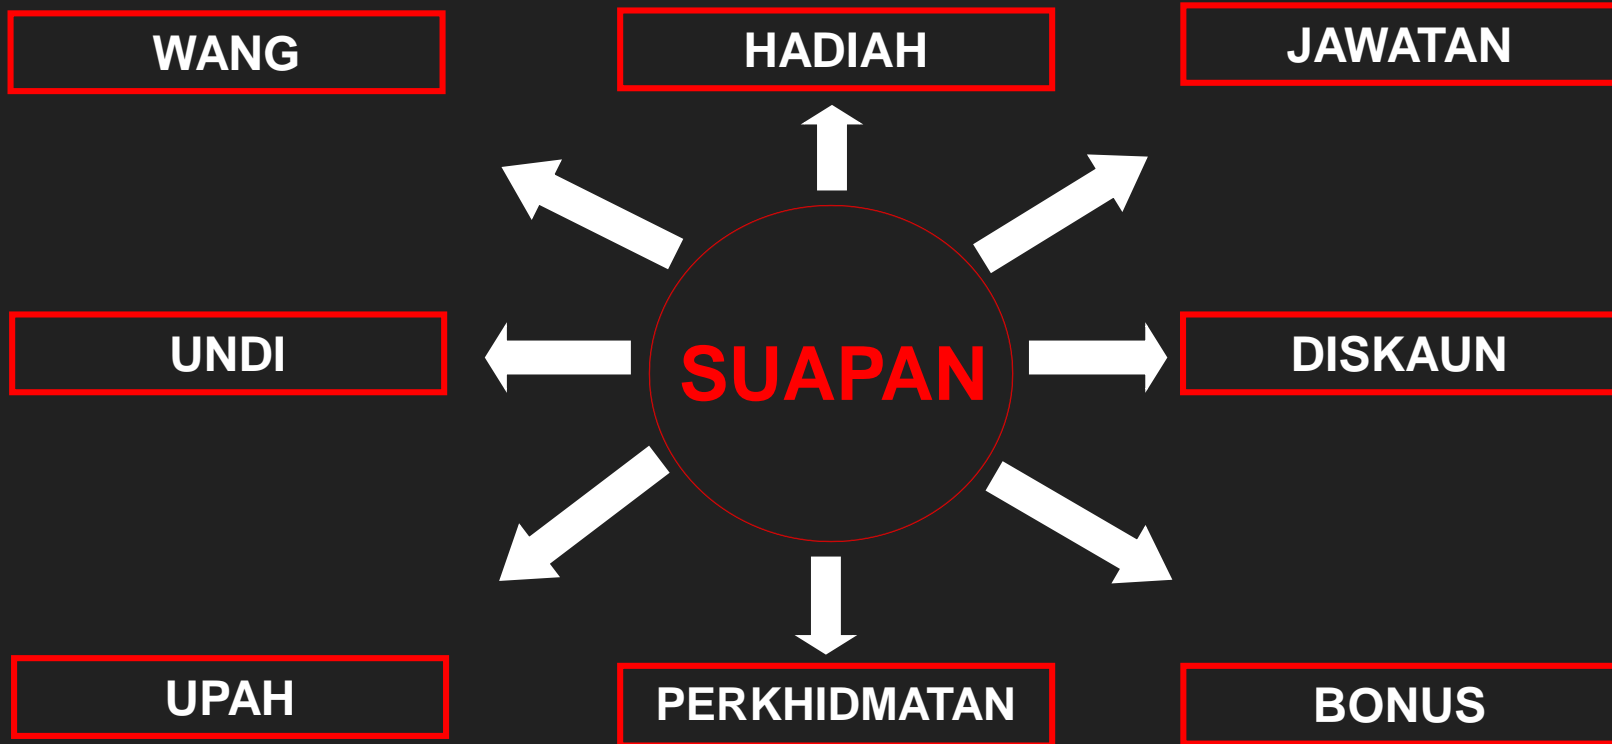 WANG
HADIAH
JAWATAN
UNDI
SUAPAN
DISKAUN
UPAH
PERKHIDMATAN
BONUS